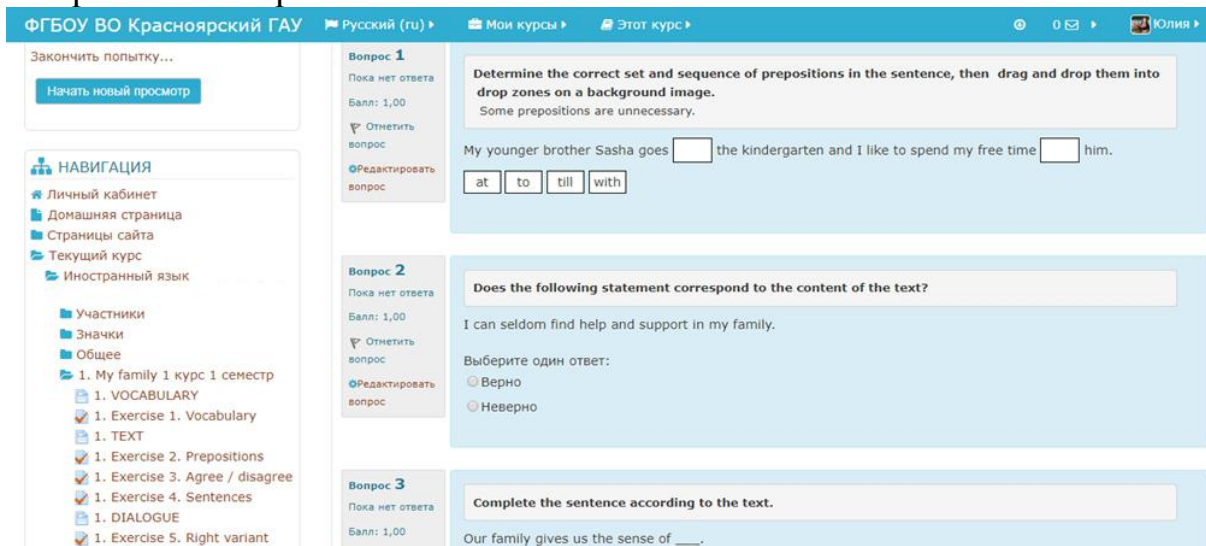 ФГБОУ ВО Красноярский ГАУ Русский (ru) Мои курсы Этот курс 0 Юлия
Закончить попытку...
Начать новый просмотр
НАВИГАЦИЯ
Личный кабинет
Домашняя страница
Страницы сайта
Текущий курс
Иностранный язык
Участники
Значки
Общее
1. My family 1 курс 1 семестр
1. VOCABULARY
1. Exercise 1. Vocabulary
1. TEXT
1. Exercise 2. Prepositions
1. Exercise 3. Agree / disagree
1. Exercise 4. Sentences
1. DIALOGUE
1. Exercise 5. Right variant
Вопрос 1
Пока нет ответа
Балл: 1,00
Отметить
вопрос
Редактировать
вопрос
Determine the correct set and sequence of prepositions in the sentence, then drag and drop them into
drop zones on a background image.
Some prepositions are unnecessary.
My younger brother Sasha goes the kindergarten and I like to spend my free time him.
at to till with
Вопрос 2
Пока нет ответа
Балл: 1,00
Отметить
вопрос
Редактировать
вопрос
Does the following statement correspond to the content of the text?
I can seldom find help and support in my family.
Выберите один ответ:
Верно
Неверно
Вопрос 3
Пока нет ответа
Балл: 1,00
Complete the sentence according to the text.
Our family gives us the sense of ___.